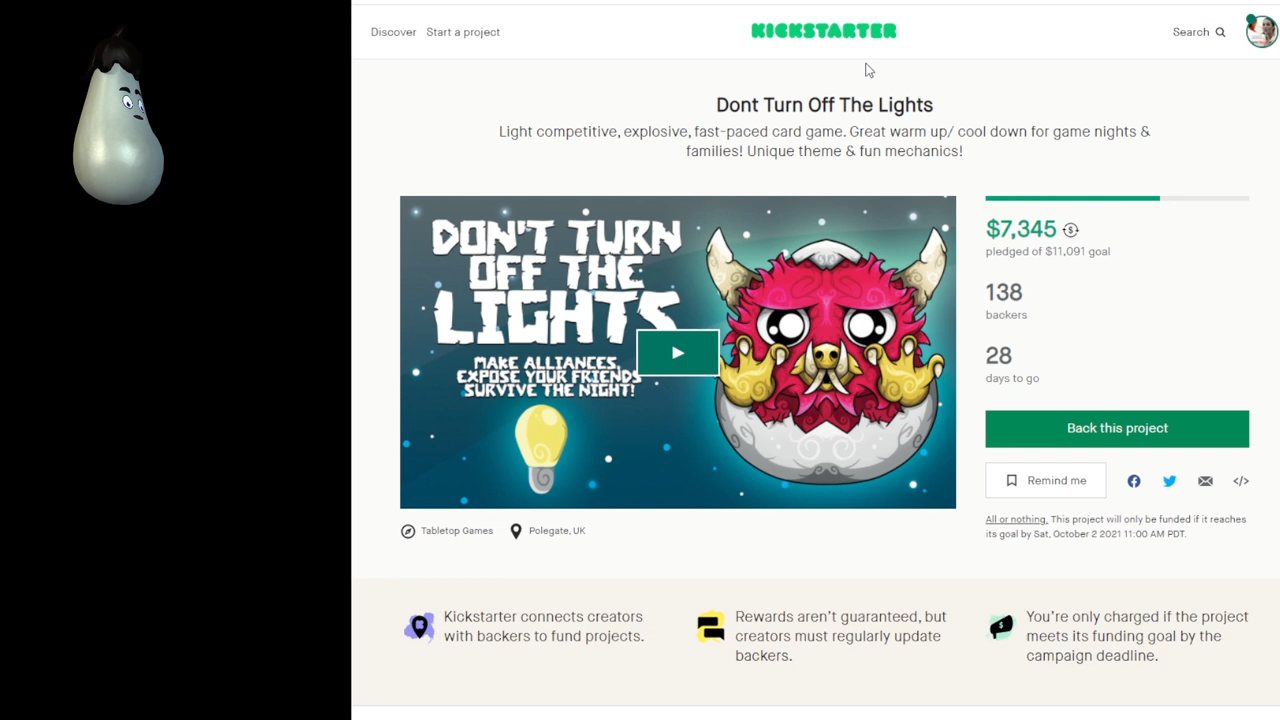 Discover Start a project
KICKSTARTER
Search
Dont Turn Off The Lights
Light competitive, explosive, fast-paced card game. Great warm up/ cool down for game nights &
families! Unique theme & fun mechanics!
DON'T TURN
OFF THE
LIGHTS
MAKE ALLIANCES,
EXPOSE YOUR FRIENDS
SURVIVE THE NIGHT!
$7,345
pledged of $11,091 goal
138
backers
28
days to go
Back this project
Remind me
All or nothing. This project will only be funded if it reaches
its goal by Sat, October 2 2021 11:00 AM PDT.
Tabletop Games Polegate, UK
Kickstarter connects creators
with backers to fund projects.
Rewards aren't guaranteed, but
creators must regularly update
backers.
You're only charged if the project
meets its funding goal by the
campaign deadline.